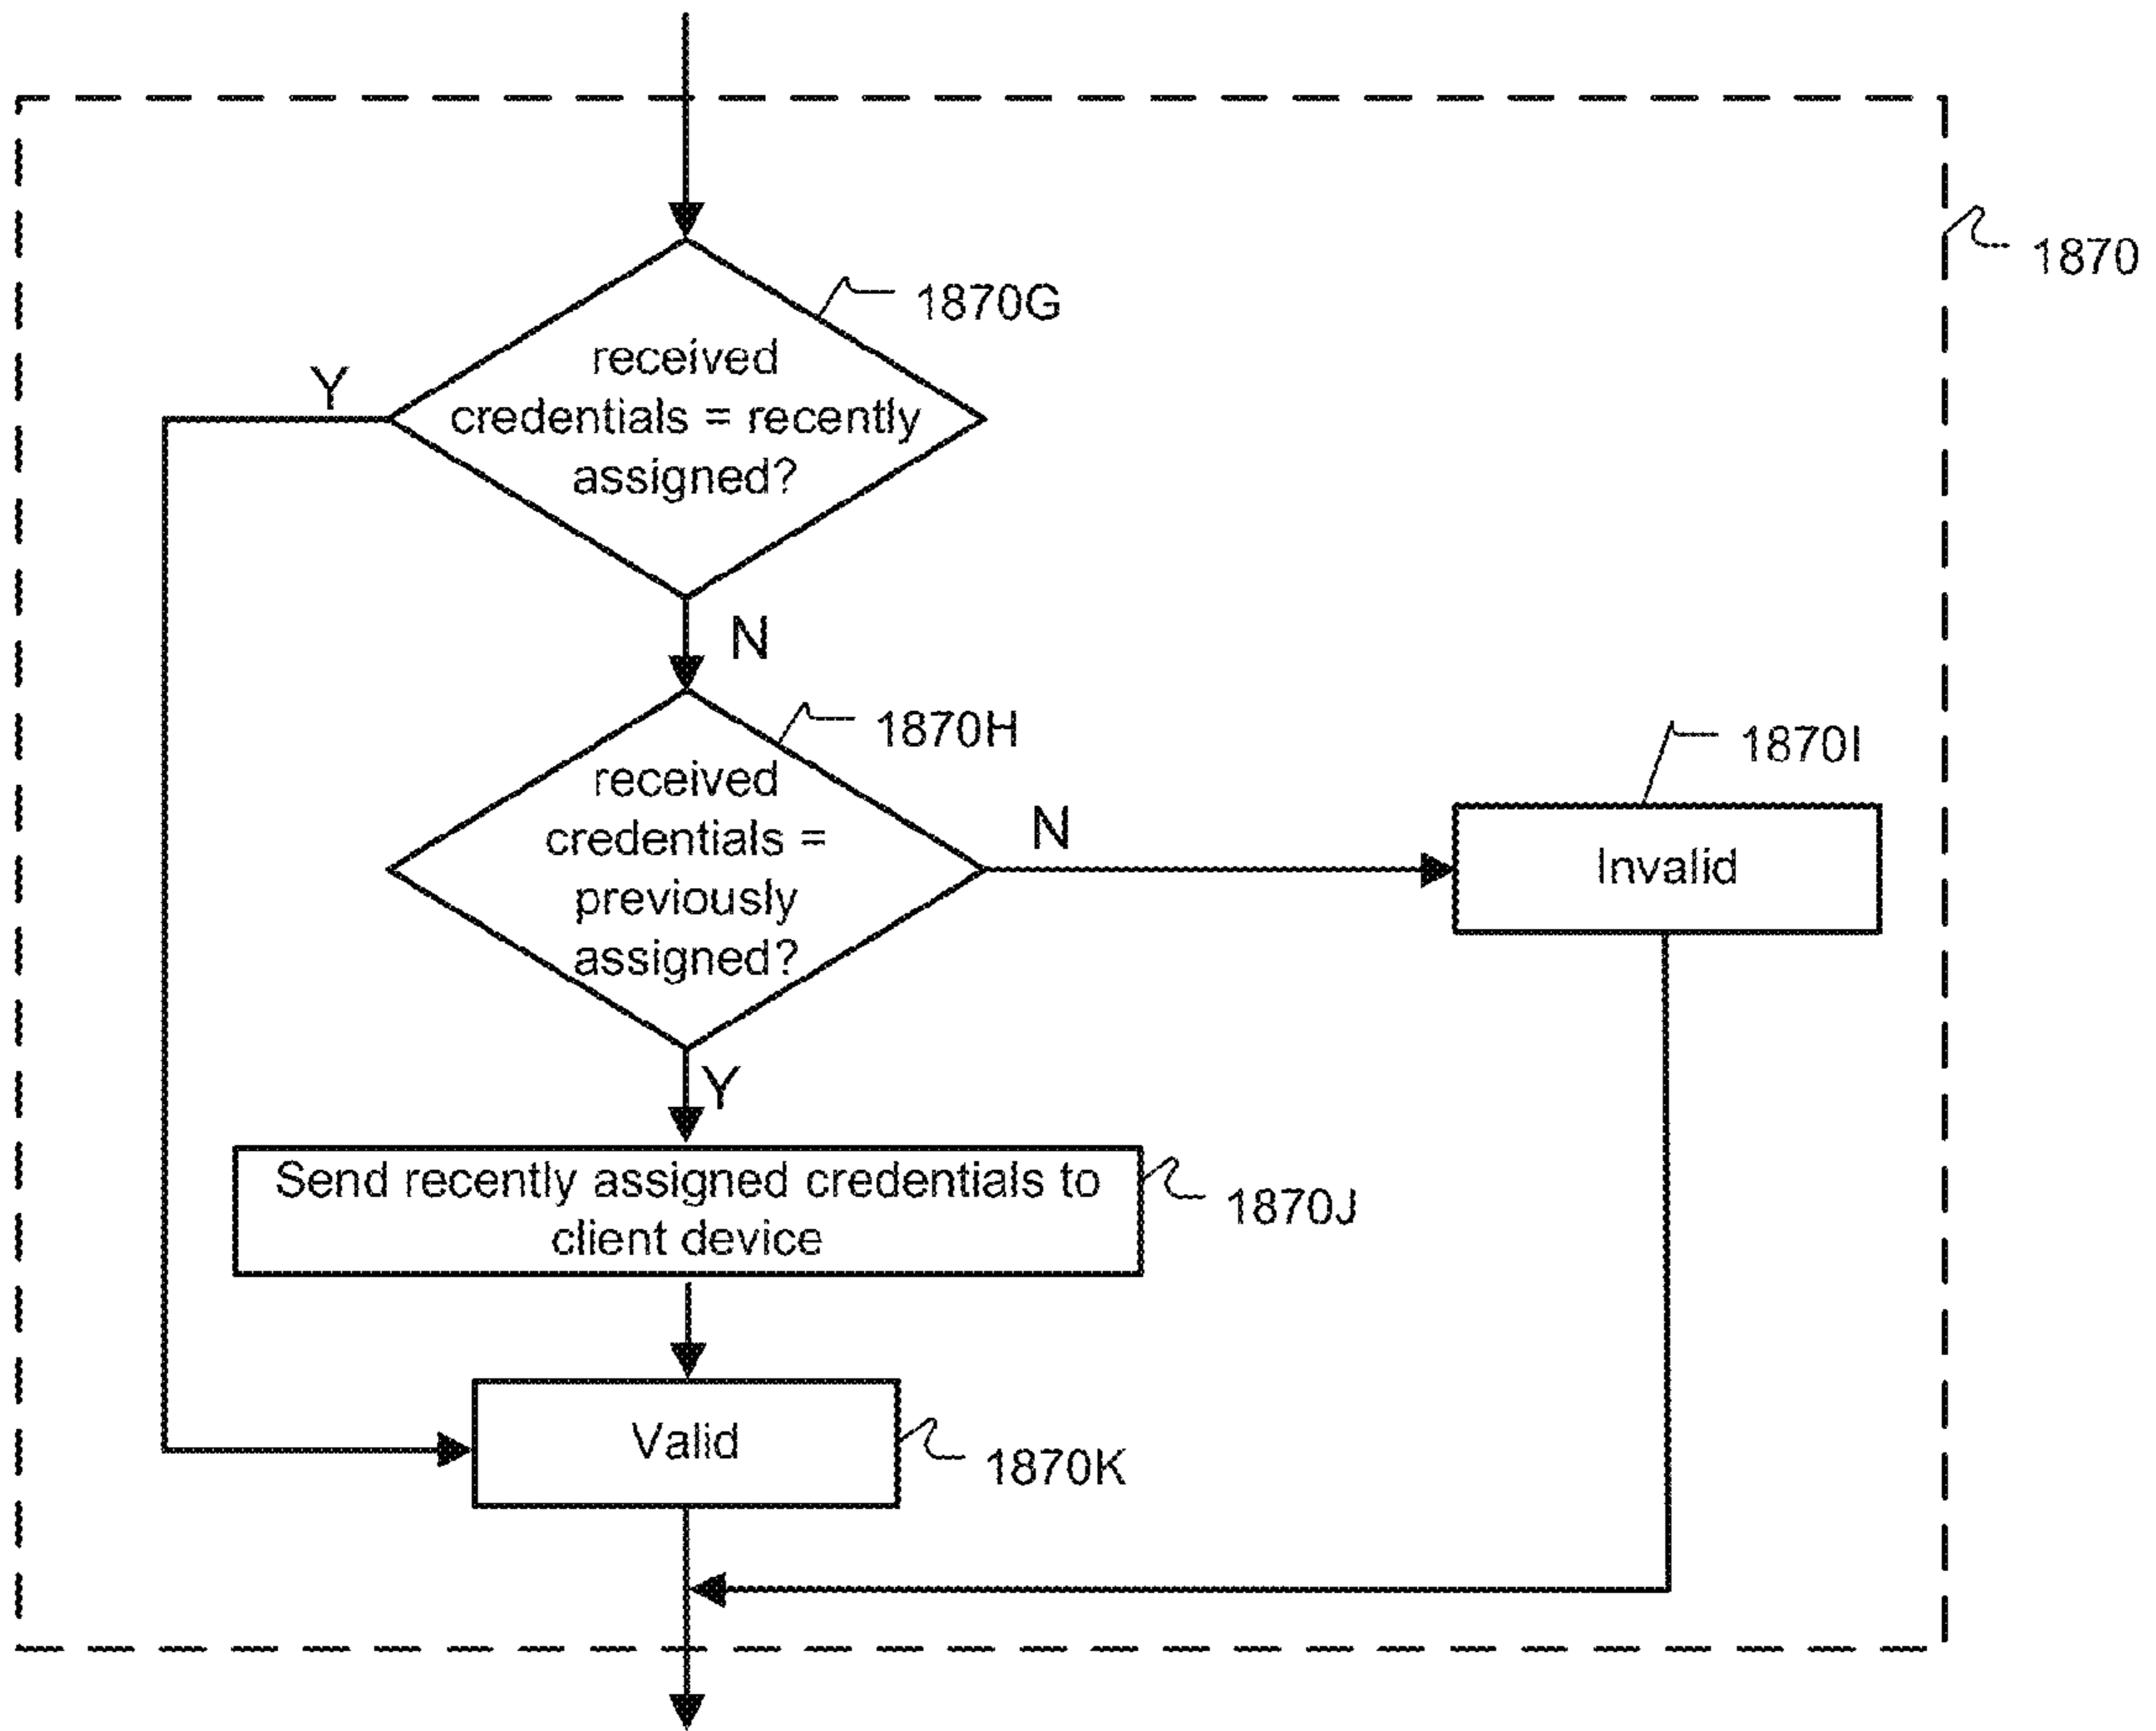 1870
1870G
received
credentials = recently
assigned?
Y
N
1870H
received
credentials =
previously
assigned?
N
1870I
Invalid
Y
Send recently assigned credentials to
client device
1870J
Valid
1870K